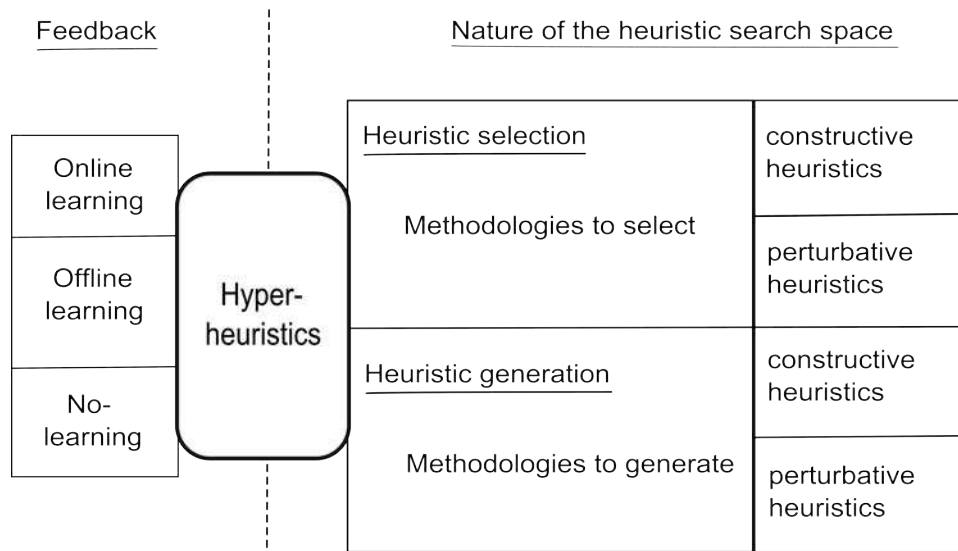 Feedback
Nature of the heuristic search space
Online
learning
Offline
learning
No-
learning
Hyper-
heuristics
Heuristic selection
Methodologies to select
constructive
heuristics
perturbative
heuristics
Heuristic generation
Methodologies to generate
constructive
heuristics
perturbative
heuristics